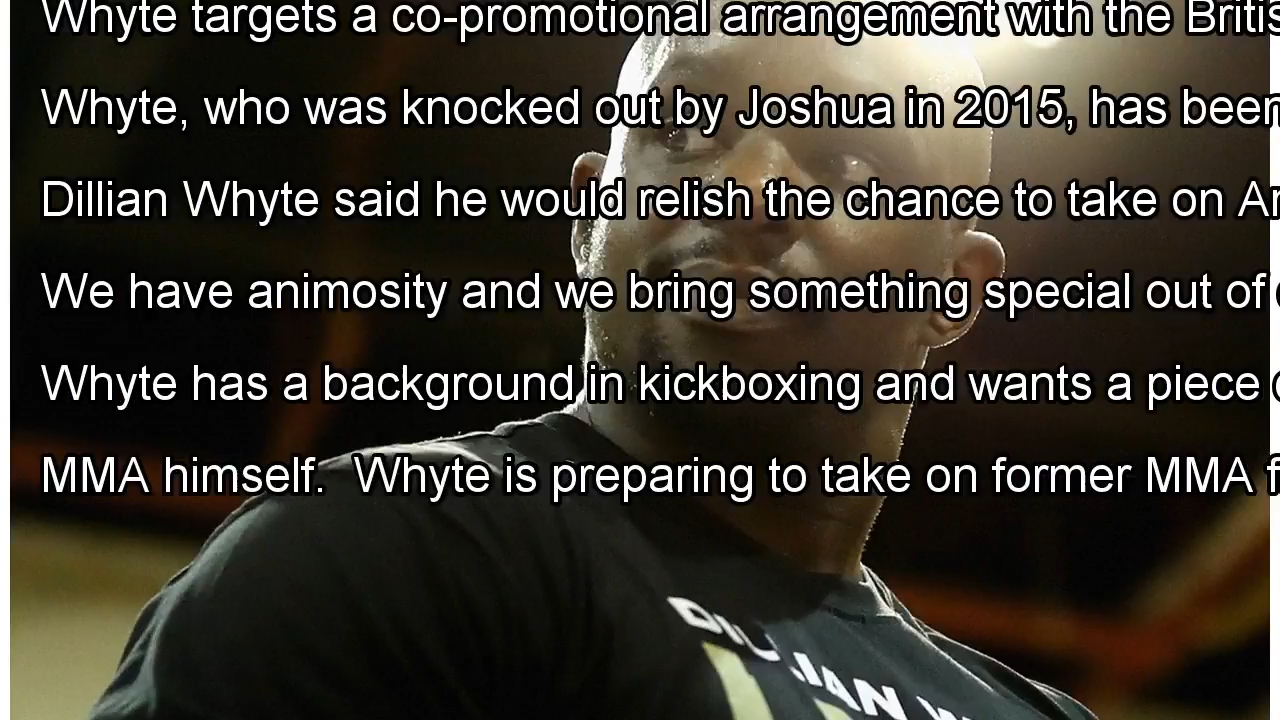 Whyte targets a co-promotional arrangement with the
Whyte, who was knocked out by Joshua in 2015, has been
Dillian Whyte said he would relish the chance to take on
We have animosity and we bring something special out of
Whyte has a background in kickboxing and wants a piece
MMA himself.  Whyte is preparing to take on former MMA